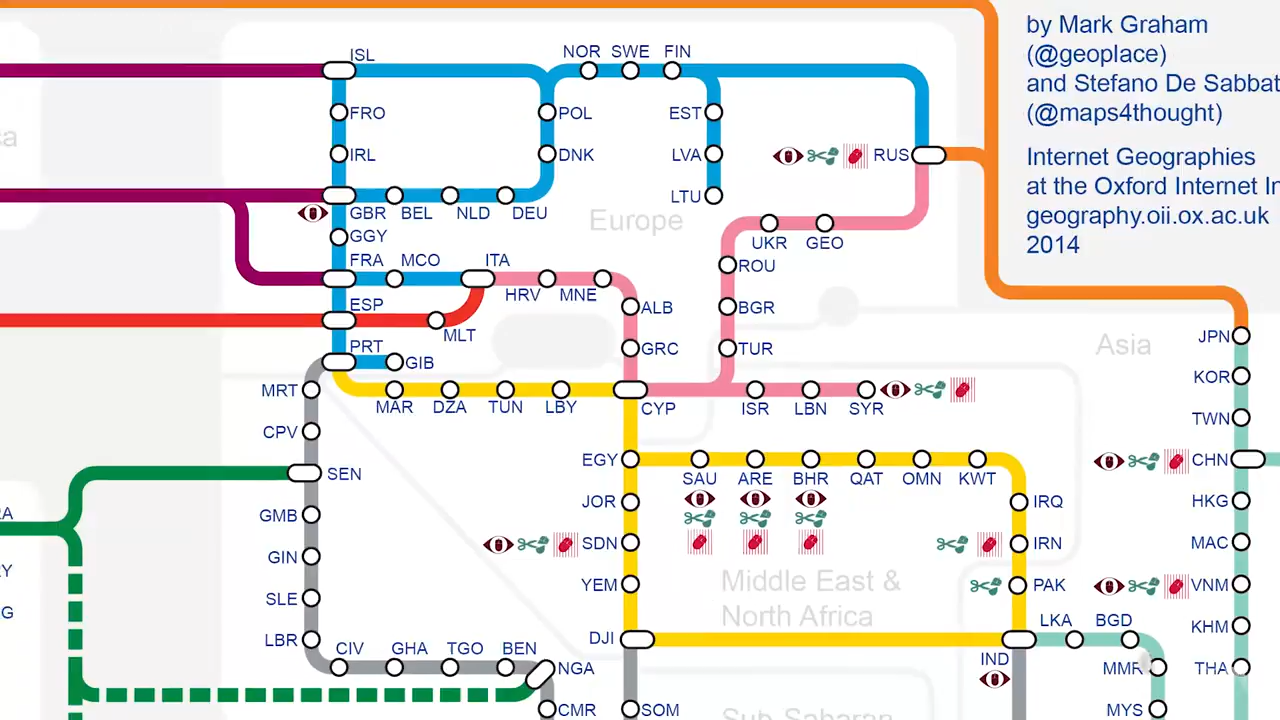 by Mark Graham
(@geoplace)
and Stefano De Sabbat
(@maps4thought)
Internet Geographies
at the Oxford Internet In
geography.oii.ox.ac.uk
2014
ISL
NOR SWE FIN
FRO
POL
EST
IRL
DNK
LVA
RUS
LTU
GBR BEL NLD DEU
Europe
GGY
UKR GEO
FRA MCO ITA
ROU
HRV MNE
ESP
ALB
BGR
MLT
JPN
PRT
GRC
TUR
Asia
GIB
KOR
MRT
MAR DZA TUN LBY
CYP
ISR LBN SYR
TWN
CPV
EGY
CHN
SEN
SAU ARE BHR QAT OMN KWT
JOR
IRQ
HKG
GMB
SDN
IRN
MAC
GIN
YEM
PAK
VNM
Middle East &
North Africa
SLE
LKA BGD
KHM
LBR
DJI
CIV GHA TGO BEN
NGA
IND
MMR
THA
CMR
SOM
MYS
Sub-Saharan